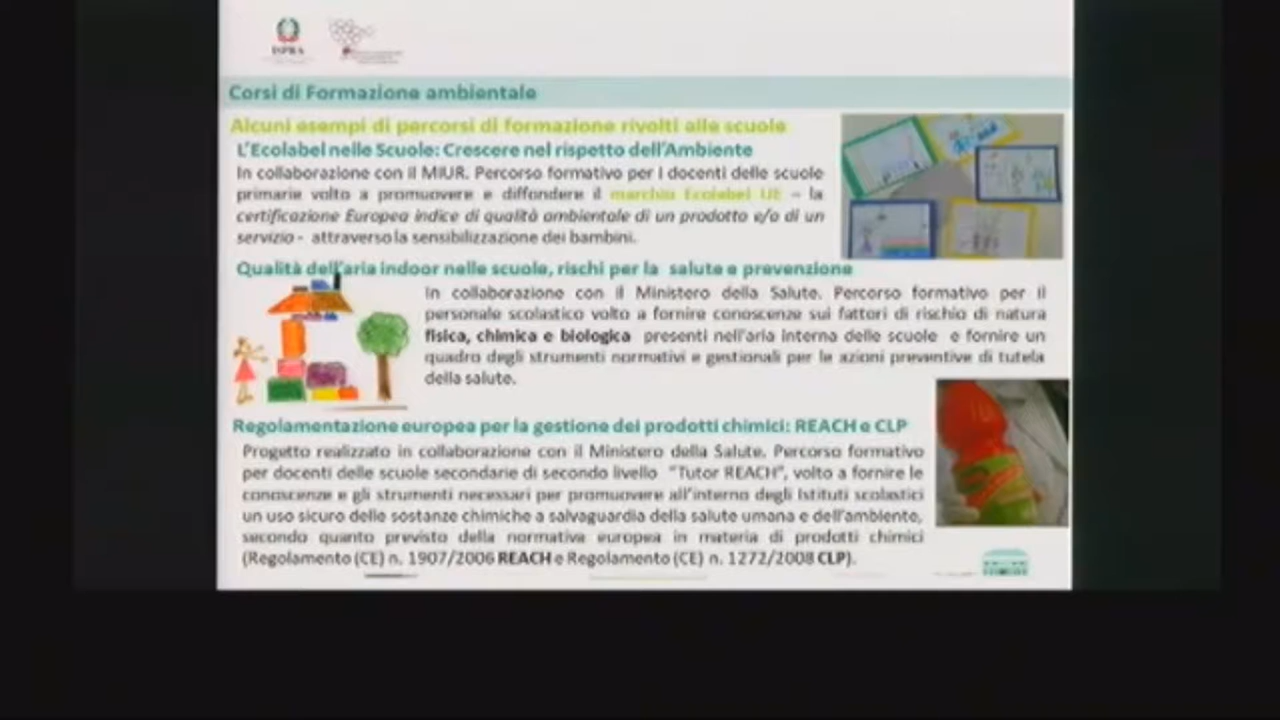 ISPRA
Corsi di Formazione ambientale
Alcuni esempi di percorsi di formazione rivolti alle scuole
L'Ecolabel nelle Scuole: Crescere nel rispetto dell'Ambiente
In collaborazione con il MIUR. Percorso formativo per i docenti delle scuole
primarie volto a promuovere e diffondere il marchio Ecolabel UE – la
certificazione Europea indice di qualità ambientale di un prodotto e/o di un
servizio - attraverso la sensibilizzazione dei bambini.
Qualità dell'aria indoor nelle scuole, rischi per la salute e prevenzione
In collaborazione con il Ministero della Salute. Percorso formativo per il
personale scolastico volto a fornire conoscenze sui fattori di rischio di natura
fisica, chimica e biologica presenti nell'aria interna delle scuole e fornire un
quadro degli strumenti normativi e gestionali per le azioni preventive di tutela
della salute.
Regolamentazione europea per la gestione dei prodotti chimici: REACH e CLP
Progetto realizzato in collaborazione con il Ministero della Salute. Percorso formativo
per docenti delle scuole secondarie di secondo livello "Tutor REACH", volto a fornire le
conoscenze e gli strumenti necessari per promuovere all'interno degli Istituti scolastici
un uso sicuro delle sostanze chimiche a salvaguardia della salute umana e dell'ambiente,
secondo quanto previsto della normativa europea in materia di prodotti chimici
(Regolamento (CE) n. 1907/2006 REACH e Regolamento (CE) n. 1272/2008 CLP).